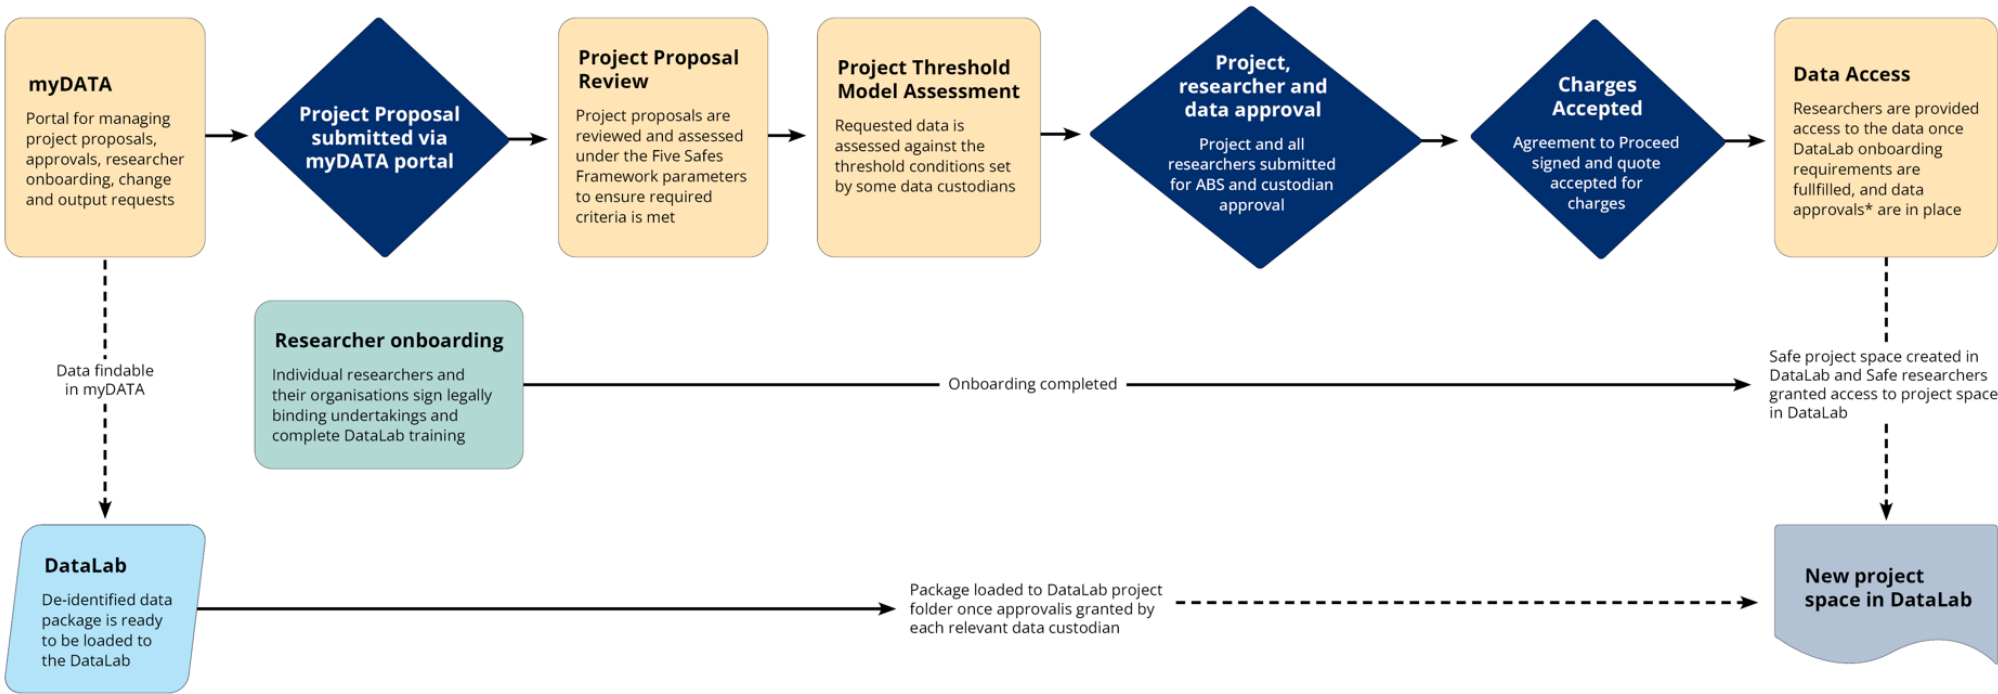 myDATA
Portal for managing
project proposals,
approvals, researcher
onboarding, change
and output requests
Project Proposal
submitted via
myDATA portal
Project Proposal
Review
Project proposals are
reviewed and assessed
under the Five Safes
Framework parameters
to ensure required
criteria is met
Project Threshold
Model Assessment
Requested data is
assessed against the
threshold conditions set
by some data custodians
Project,
researcher and
data approval
Project and all
researchers submitted
for ABS and custodian
approval
Charges
Accepted
Agreement to Proceed
signed and quote
accepted for
charges
Data Access
Researchers are provided
access to the data once
DataLab onboarding
requirements are
fullfilled, and data
approvals* are in place
Data findable
in myDATA
Researcher onboarding
Individual researchers and
their organisations sign legally
binding undertakings and
complete DataLab training
Onboarding completed
Safe project space created in
DataLab and Safe researchers
granted access to project space
in DataLab
DataLab
De-identified data
package is ready
to be loaded to
the DataLab
Package loaded to DataLab project
folder once approvalis granted by
each relevant data custodian
New project
space in DataLab